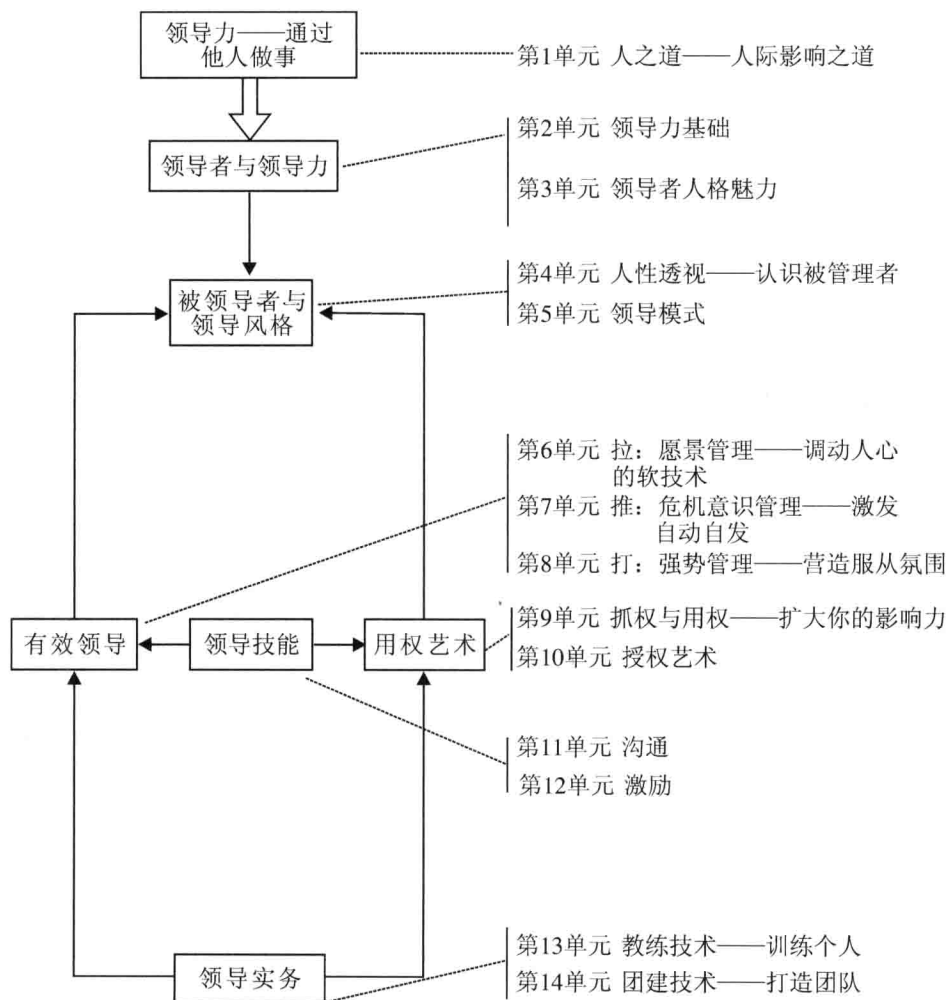 领导力——通过
他人做事
第1单元 人之道——人际影响之道
第2单元 领导力基础
领导者与领导力
第3单元 领导者人格魅力
第4单元 人性透视——认识被管理者
被领导者与
领导风格
第5单元 领导模式
第6单元 拉：愿景管理——调动人心
的软技术
第7单元 推：危机意识管理——激发
自动自发
第8单元 打：强势管理——营造服从氛围
第9单元 抓权与用权——扩大你的影响力
有效领导
领导技能
用权艺术
第10单元 授权艺术
第11单元 沟通
第12单元 激励
第13单元 教练技术——训练个人
领导实务
第14单元 团建技术——打造团队